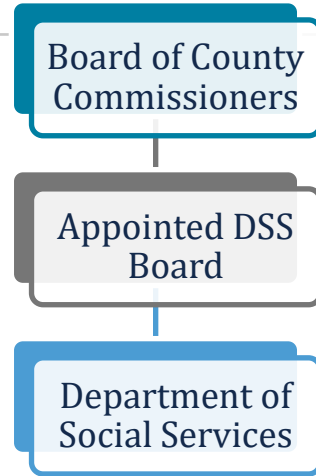 Board of County
Commissioners
Appointed DSS
Board
Department of
Social Services